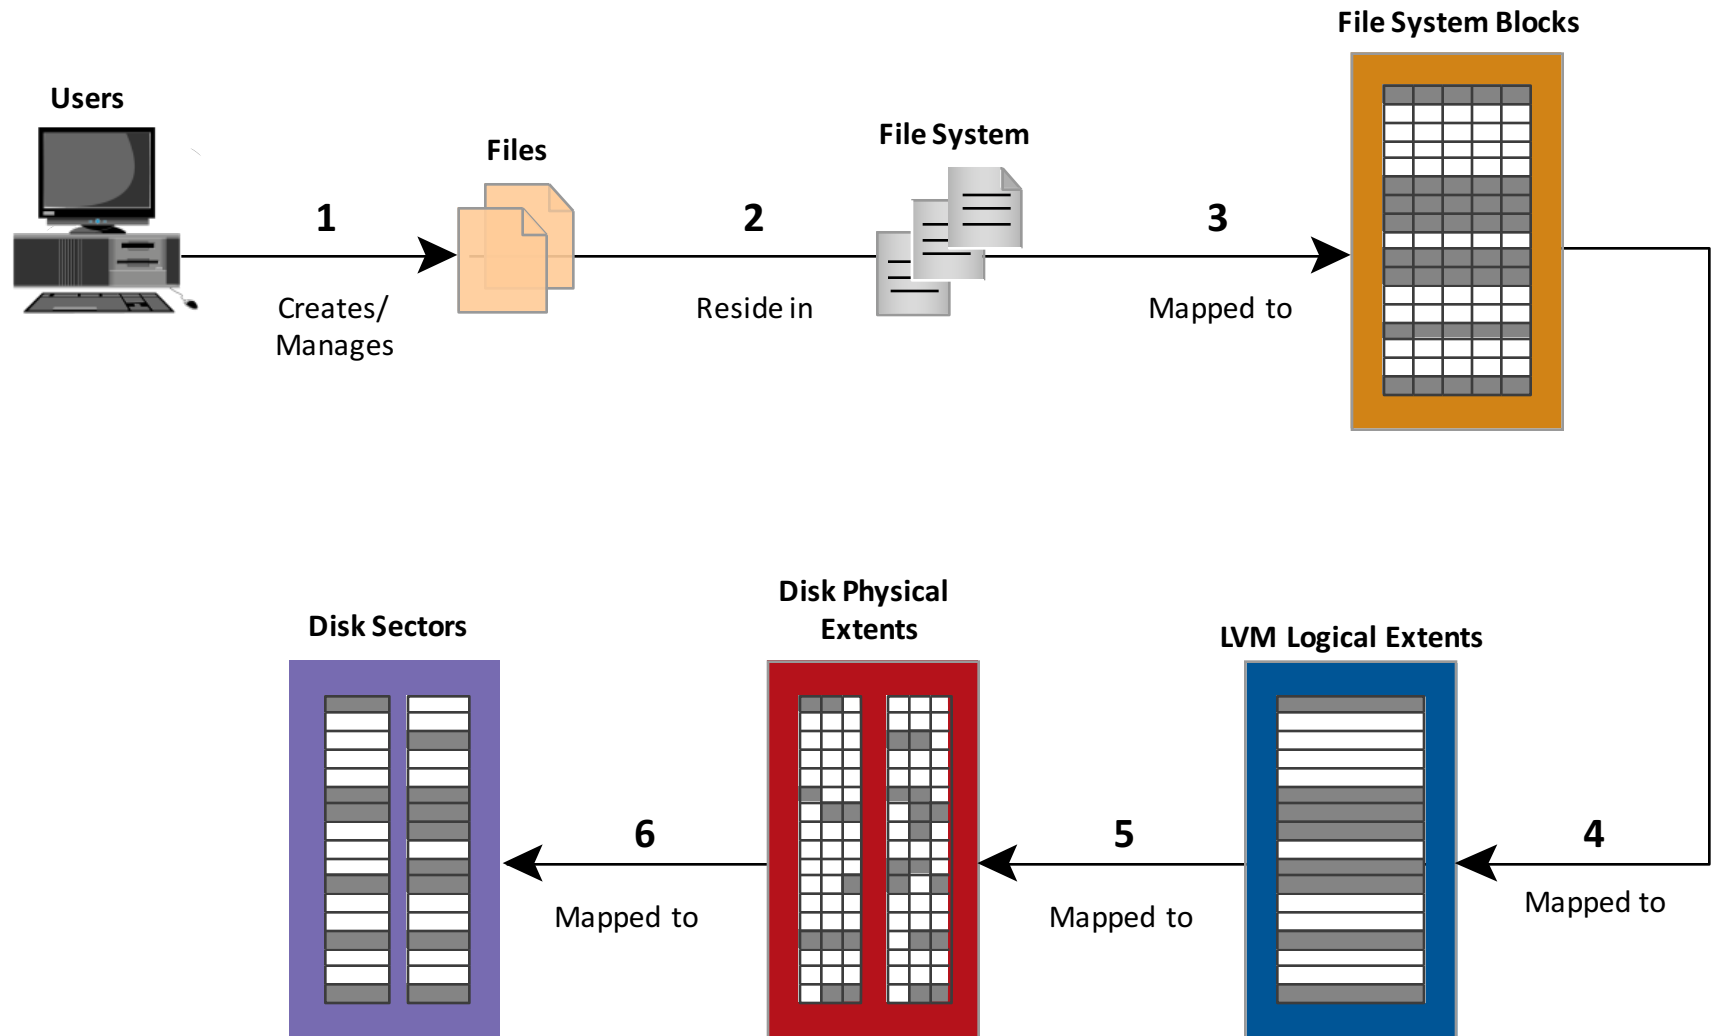 File System Blocks
Users
Files
File System
1
2
3
Creates/
Manages
Reside in
Mapped to
Disk Sectors
Disk Physical
Extents
LVM Logical Extents
6
5
4
Mapped to
Mapped to
Mapped to